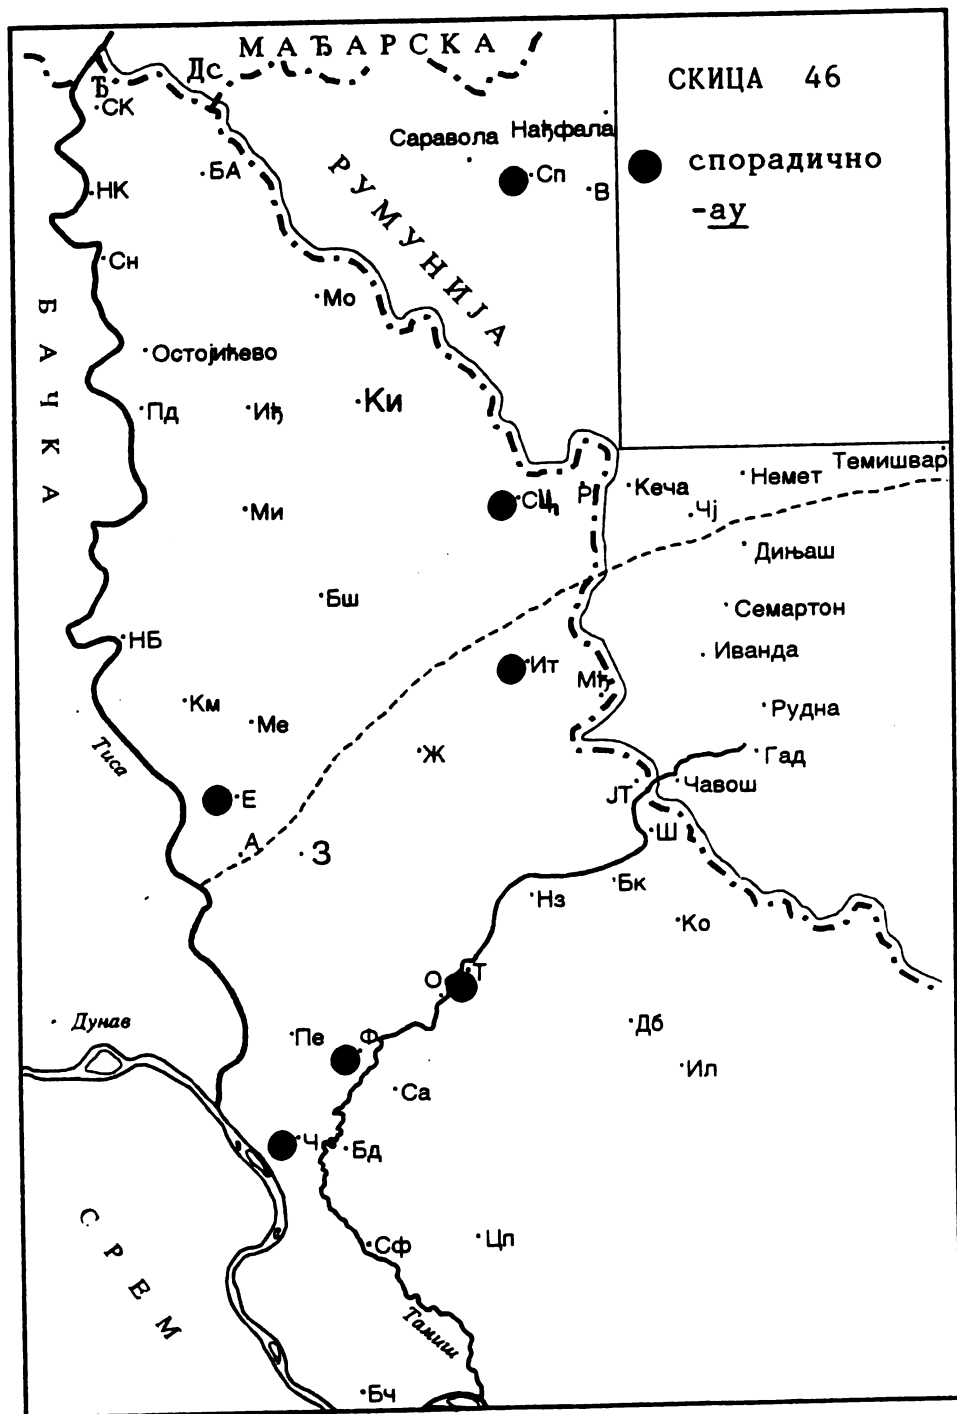 МАЂАРСКА
СКИЦА 46
Ђ
Дс
СК
Саравола
Нађфала
спорадично
-ау
БА
Сп
В
НК
РУМУНИЈА
Сн
Мо
БАЧКА
Остојићево
Пд
Иђ
Ки
Темишвар
Немет
Кеча
Р
СЦ
Чј
Ми
Дињаш
Бш
Семартон
НБ
Иванда
Ит
Мђ
Км
Ме
Рудна
Ж
Гад
Тиса
ЈТ
Чавош
Е
Ш
А
З
Бк
Нз
Ко
О
Т
Дунав
Пе
Ф
Дб
Ил
Са
Ч
Бд
СРЕМ
Сф
Цп
Тамиш
Бч